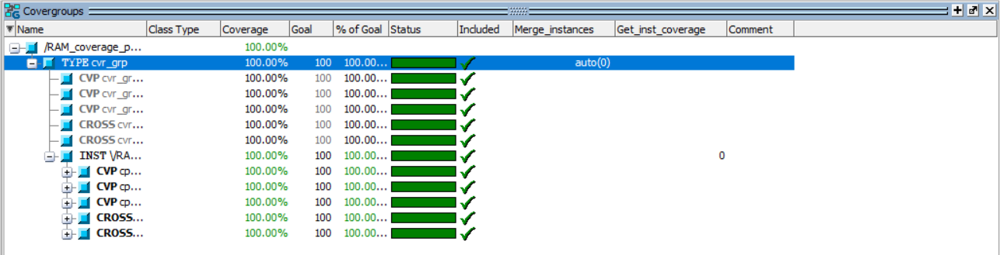 Covergroups
Name Class Type Coverage Goal % of Goal Status Included Merge_instances Get_inst_coverage Comment
/RAM_coverage_p... 100.00%
TYPE cvr_grp 100.00% 100 100.00... auto(0)
CVP cvr_gr... 100.00% 100 100.00...
CVP cvr_gr... 100.00% 100 100.00...
CVP cvr_gr... 100.00% 100 100.00...
CROSS cvr... 100.00% 100 100.00...
CROSS cvr... 100.00% 100 100.00...
INST \/RA... 100.00% 100 100.00... 0
CVP cp... 100.00% 100 100.00...
CVP cp... 100.00% 100 100.00...
CVP cp... 100.00% 100 100.00...
CROSS... 100.00% 100 100.00...
CROSS... 100.00% 100 100.00...